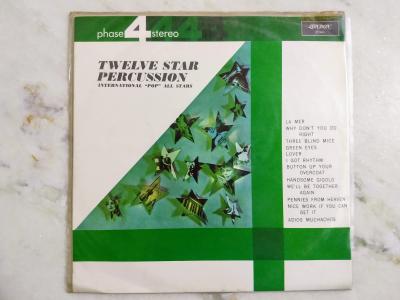 phase 4 stereo
LONDON
TWELVE STAR
PERCUSSION
INTERNATIONAL "POP" ALL STARS
LA MER
WHY DON'T YOU DO
RIGHT
THREE BLIND MICE
GREEN EYES
LOVER
I GOT RHYTHM
BUTTON UP YOUR
OVERCOAT
HANDSOME GIGOLO
WE'LL BE TOGETHER
AGAIN
PENNIES FROM HEAVEN
NICE WORK IF YOU CAN
GET IT
ADIOS MUCHACHOS